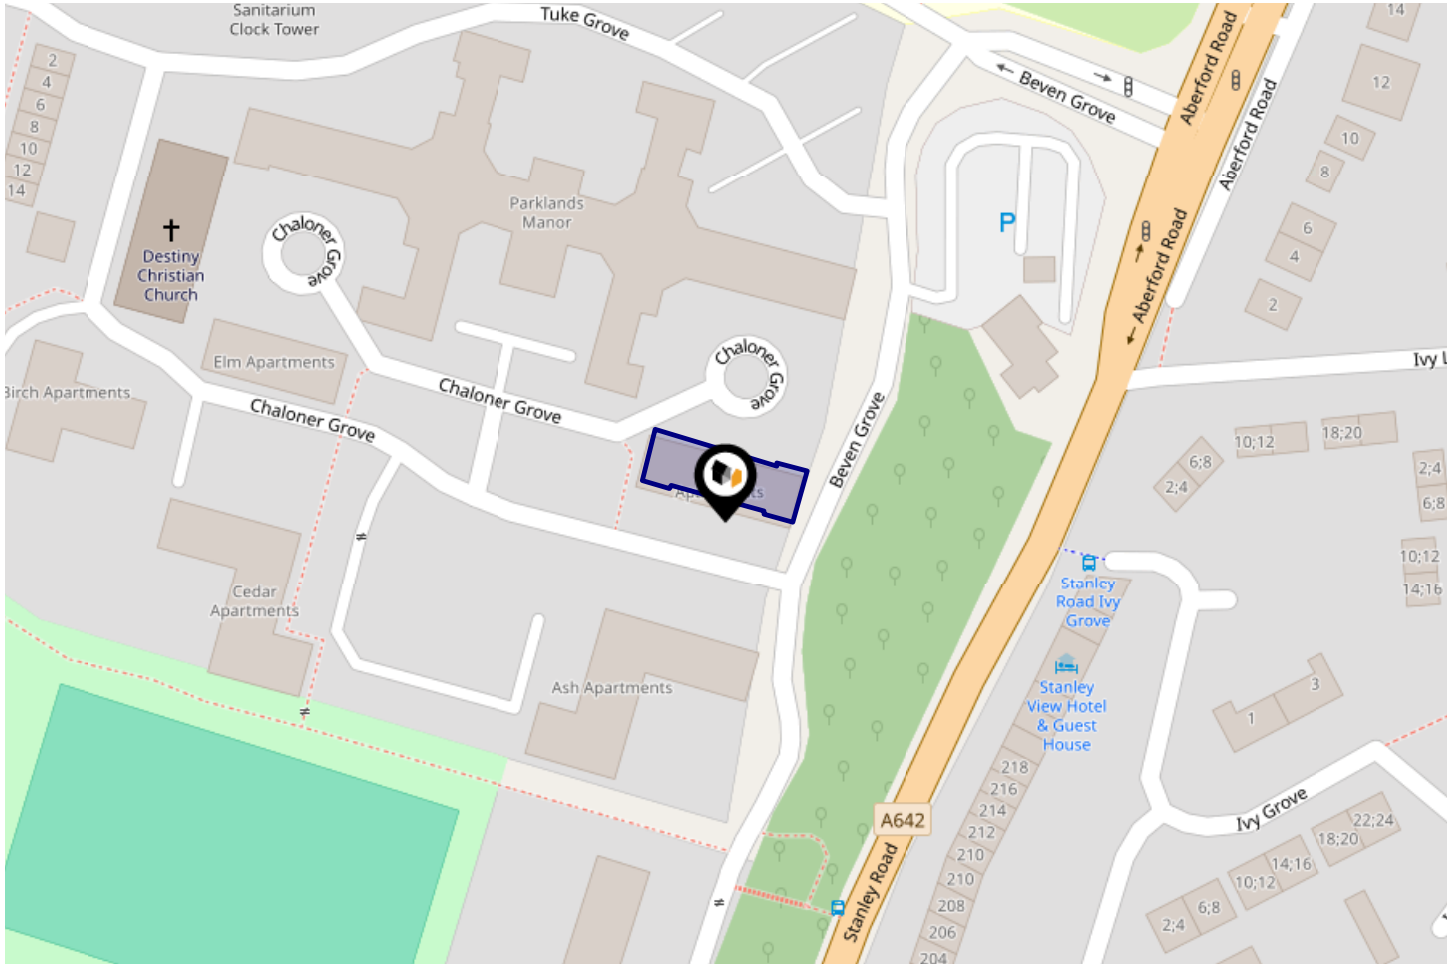 Sanitarium
Clock Tower
Tuke Grove
Beven Grove
Aberford Road
Aberford Road
Aberford Road
14
12
10
8
6
4
2
2
4
6
8
10
12
14
Parklands
Manor
P
Destiny
Christian
Church
Chaloner Grove
Elm Apartments
Birch Apartments
Chaloner Grove
Chaloner Grove
Chaloner Grove
Beven Grove
Ivy L
10;12
18;20
6;8
2;4
2;4
6;8
10;12
14;16
Cedar
Apartments
Ash Apartments
Stanley
Road Ivy
Grove
Stanley
View Hotel
& Guest
House
1
3
218
216
214
212
210
210
208
206
204
A642
Stanley Road
Ivy Grove
22;24
18;20
14;16
10;12
6;8
2;4